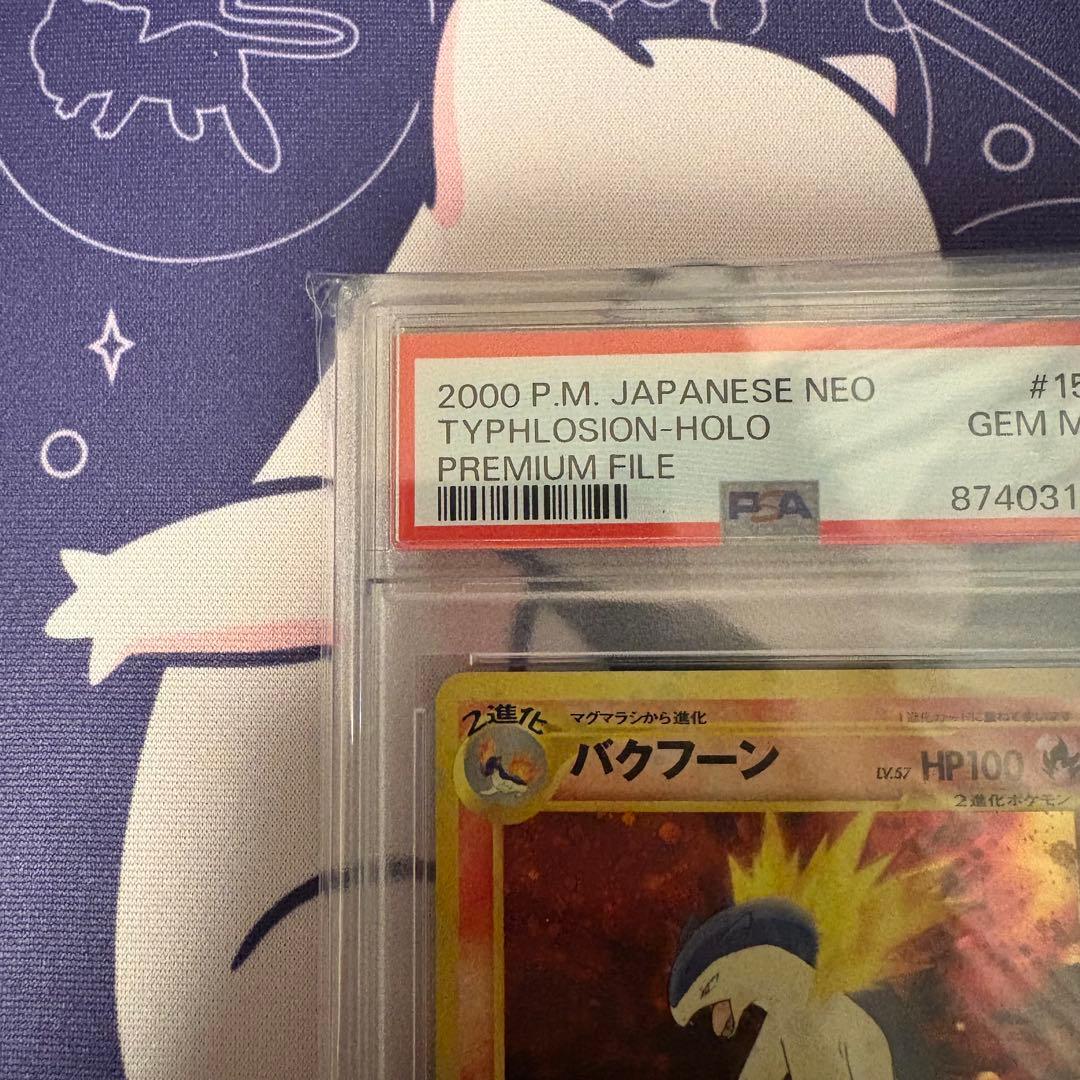 2000 P.M. JAPANESE NEO #15
TYPHLOSION-HOLO GEM M
PREMIUM FILE
PSA 874031
2進化 マグマラシから進化
バクフーン LV.57 HP100
2進化ポケモン